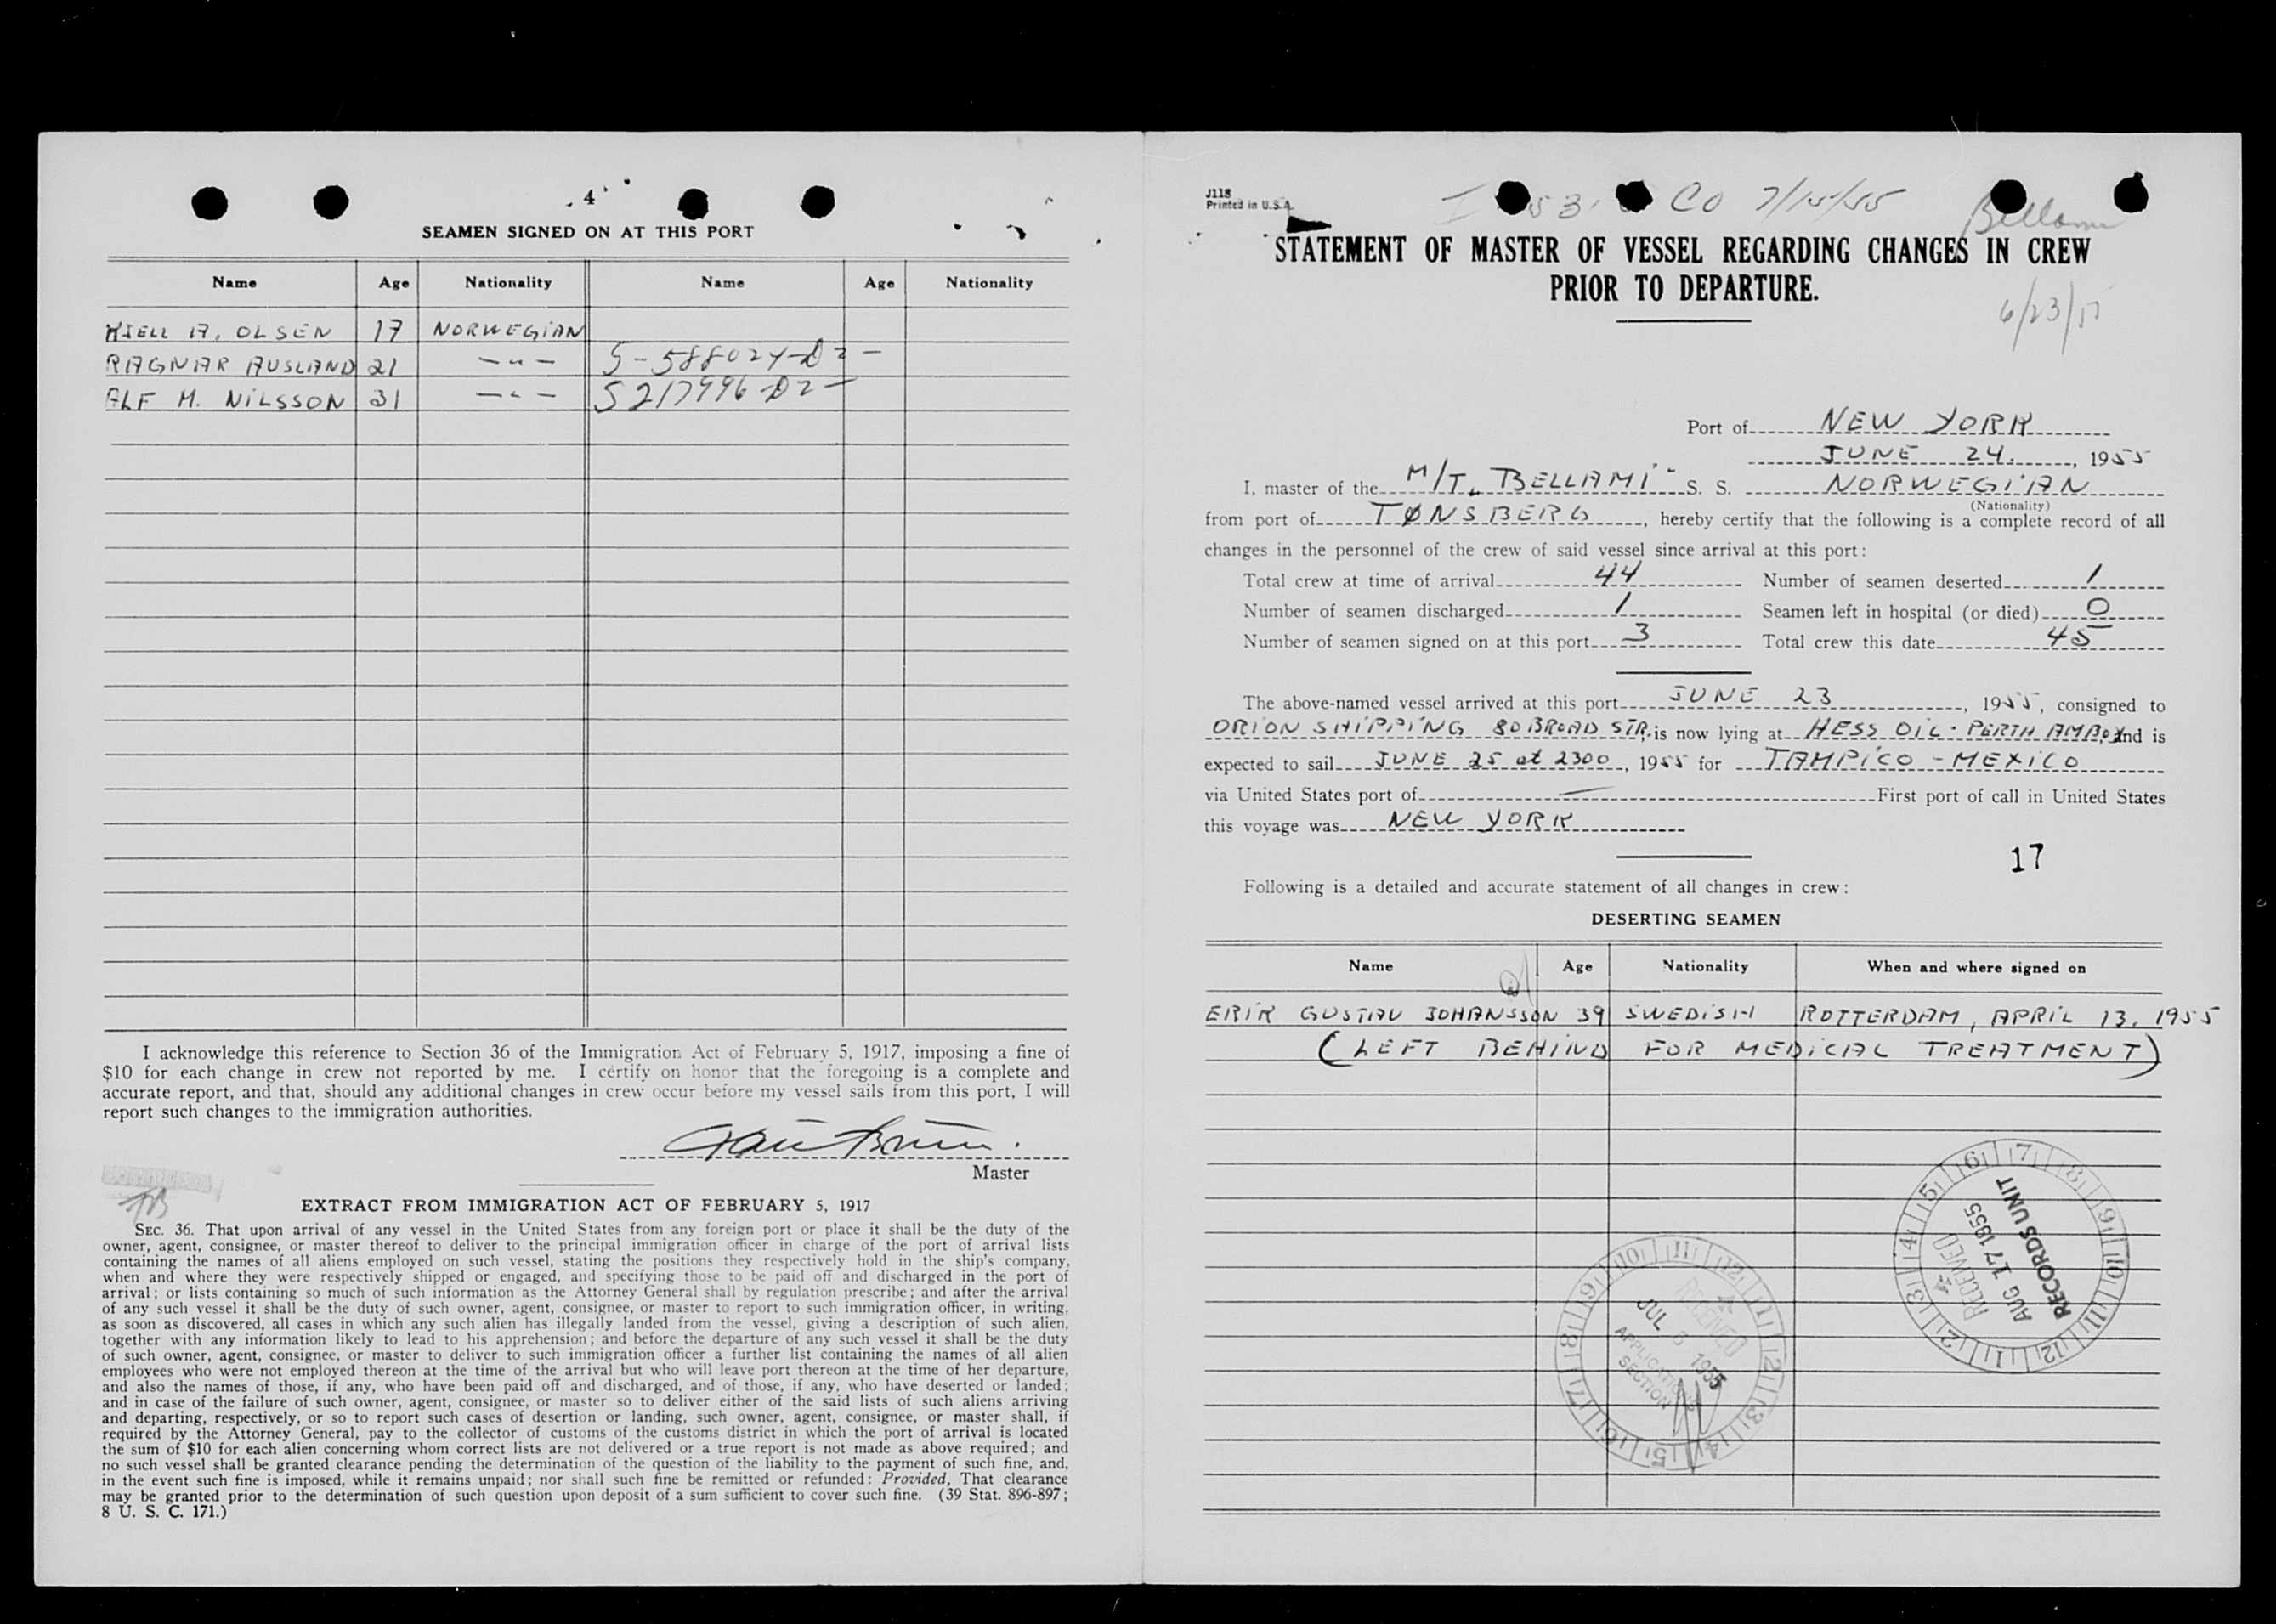 4
SEAMEN SIGNED ON AT THIS PORT
Name Age Nationality Name Age Nationality
KJELL A. OLSEN 17 NORWEGIAN
RAGNAR AUSLAND 21 —〃— 5-588024-D2 —
ALF M. NILSSON 31 —〃— 5217996-D2 —
I acknowledge this reference to Section 36 of the Immigration Act of February 5, 1917, imposing a fine of
$10 for each change in crew not reported by me. I certify on honor that the foregoing is a complete and
accurate report, and that, should any additional changes in crew occur before my vessel sails from this port, I will
report such changes to the immigration authorities.
Master
EXTRACT FROM IMMIGRATION ACT OF FEBRUARY 5, 1917
SEC. 36. That upon arrival of any vessel in the United States from any foreign port or place it shall be the duty of the
owner, agent, consignee, or master thereof to deliver to the principal immigration officer in charge of the port of arrival lists
containing the names of all aliens employed on such vessel, stating the positions they respectively hold in the ship's company,
when and where they were respectively shipped or engaged, and specifying those to be paid off and discharged in the port of
arrival; or lists containing so much of such information as the Attorney General shall by regulation prescribe; and after the arrival
of any such vessel it shall be the duty of such owner, agent, consignee, or master to report to such immigration officer, in writing,
as soon as discovered, all cases in which any such alien has illegally landed from the vessel, giving a description of such alien,
together with any information likely to lead to his apprehension; and before the departure of any such vessel it shall be the duty
of such owner, agent, consignee, or master to deliver to such immigration officer a further list containing the names of all alien
employees who were not employed thereon at the time of the arrival but who will leave port thereon at the time of her departure,
and also the names of those, if any, who have been paid off and discharged, and of those, if any, who have deserted or landed;
and in case of the failure of such owner, agent, consignee, or master so to deliver either of the said lists of such aliens arriving
and departing, respectively, or so to report such cases of desertion or landing, such owner, agent, consignee, or master shall, if
required by the Attorney General, pay to the collector of customs of the customs district in which the port of arrival is located
the sum of $10 for each alien concerning whom correct lists are not delivered or a true report is not made as above required; and
no such vessel shall be granted clearance pending the determination of the question of the liability to the payment of such fine, and,
in the event such fine is imposed, while it remains unpaid; nor shall such fine be remitted or refunded: Provided, That clearance
may be granted prior to the determination of such question upon deposit of a sum sufficient to cover such fine. (39 Stat. 896-897;
8 U. S. C. 171.)
J118
Printed in U.S.A.
53 CO 7/15/55 Bellami
STATEMENT OF MASTER OF VESSEL REGARDING CHANGES IN CREW
PRIOR TO DEPARTURE.
6/23/55
Port of NEW YORK
JUNE 24., 1955
I, master of the M/T. BELLAMI S. S. NORWEGIAN
(Nationality)
from port of TØNSBERG, hereby certify that the following is a complete record of all
changes in the personnel of the crew of said vessel since arrival at this port:
Total crew at time of arrival 44 Number of seamen deserted 1
Number of seamen discharged 1 Seamen left in hospital (or died) 0
Number of seamen signed on at this port 3 Total crew this date 45
The above-named vessel arrived at this port JUNE 23, 1955, consigned to
ORION SHIPPING 80 BROAD STR. is now lying at HESS OIL - PERTH AMBOY and is
expected to sail JUNE 25 at 2300, 1955 for TAMPICO - MEXICO
via United States port of — First port of call in United States
this voyage was NEW YORK
17
Following is a detailed and accurate statement of all changes in crew:
DESERTING SEAMEN
Name Age Nationality When and where signed on
ERIK GUSTAV JOHANSSON 39 SWEDISH ROTTERDAM, APRIL 13. 1955
(LEFT BEHIND FOR MEDICAL TREATMENT)
RECEIVED
AUG 17 1955
RECORDS UNIT
1 2 3 4 5 6 7 8 9 10 11 12
RECEIVED
JUL 6 1955
APPLICATIONS
SECTION
1 2 3 4 5 6 7 8 9 10 11 12